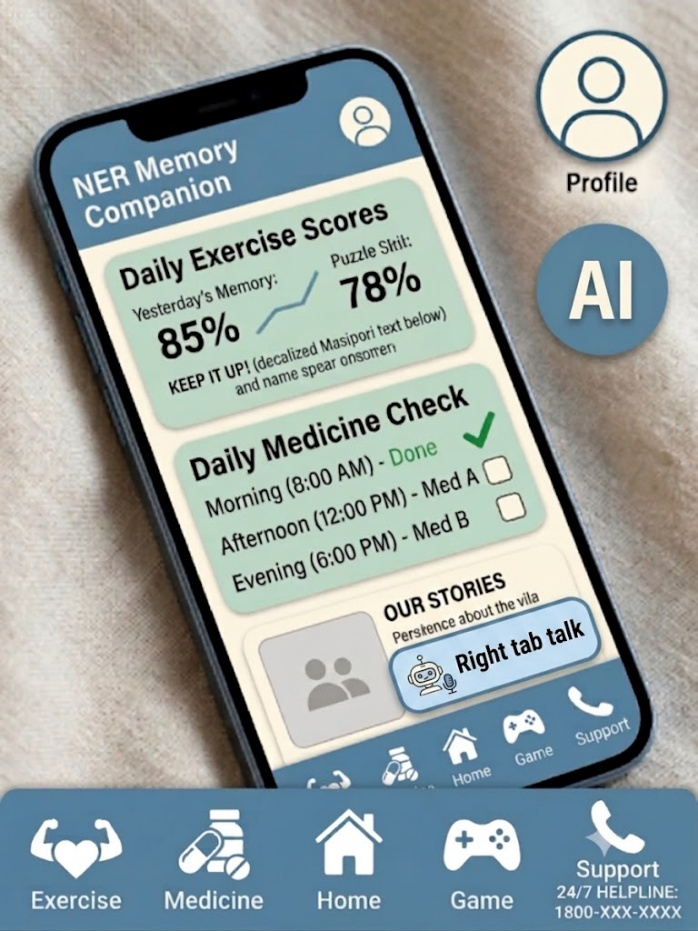 NER Memory
Companion
Daily Exercise Scores
Yesterday's Memory:
85%
Puzzle Sltit:
78%
KEEP IT UP! (decalized Masipori text below)
and name spear onsorreri
Daily Medicine Check
Morning (8:00 AM) - Done
Afternoon (12:00 PM) - Med A
Evening (6:00 PM) - Med B
OUR STORIES
Persitence about the vila
Right tab talk
Home
Game
Support
Profile
AI
Exercise
Medicine
Home
Game
Support
24/7 HELPLINE:
1800-XXX-XXXX